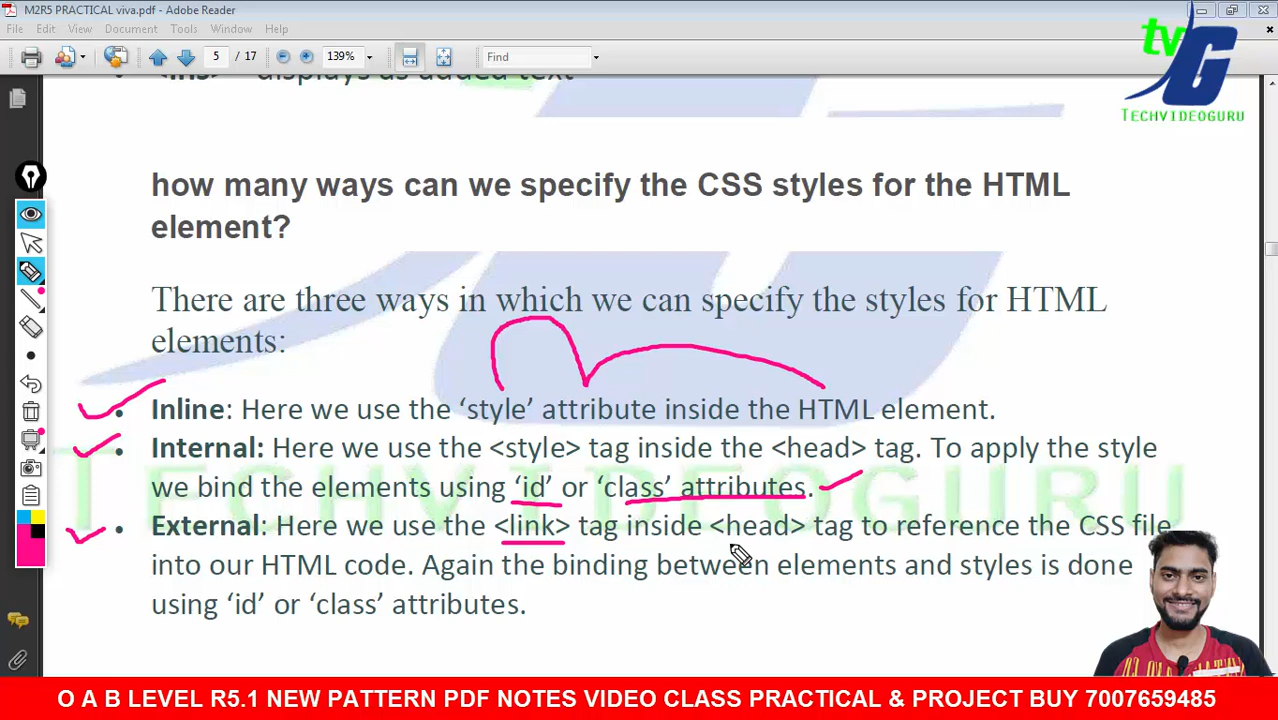 M2R5 PRACTICAL viva.pdf - Adobe Reader
File Edit View Document Tools Window Help
5 / 17 139% Find
tv
G
TECHVIDEOGURU
displays as added text
how many ways can we specify the CSS styles for the HTML
element?
There are three ways in which we can specify the styles for HTML
elements:
• Inline: Here we use the ‘style’ attribute inside the HTML element.
• Internal: Here we use the <style> tag inside the <head> tag. To apply the style
we bind the elements using ‘id’ or ‘class’ attributes.
• External: Here we use the <link> tag inside <head> tag to reference the CSS file
into our HTML code. Again the binding between elements and styles is done
using ‘id’ or ‘class’ attributes.
TECHVIDEOGURU
O A B LEVEL R5.1 NEW PATTERN PDF NOTES VIDEO CLASS PRACTICAL & PROJECT BUY 7007659485